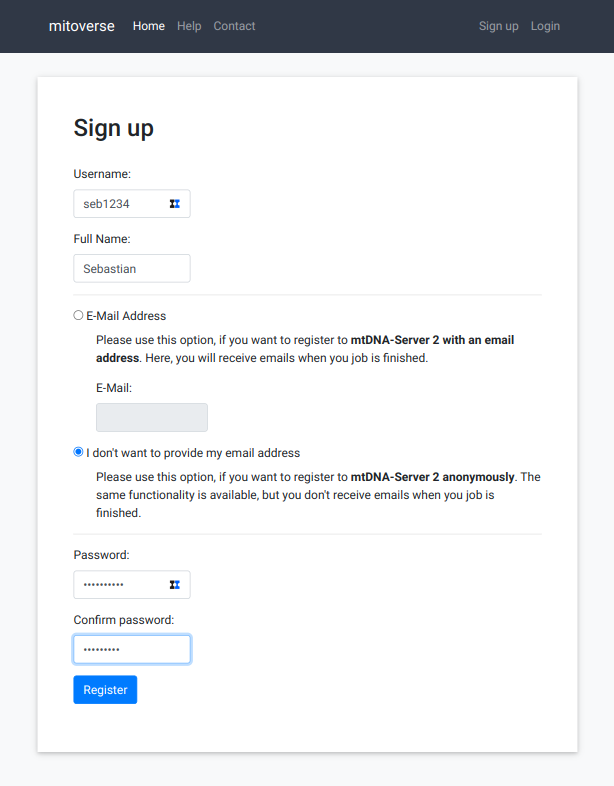 mitoverse Home Help Contact Sign up Login
Sign up
Username:
seb1234
Full Name:
Sebastian
E-Mail Address
Please use this option, if you want to register to mtDNA-Server 2 with an email
address. Here, you will receive emails when you job is finished.
E-Mail:
I don't want to provide my email address
Please use this option, if you want to register to mtDNA-Server 2 anonymously. The
same functionality is available, but you don't receive emails when you job is
finished.
Password:
••••••••••
Confirm password:
•••••••••
Register